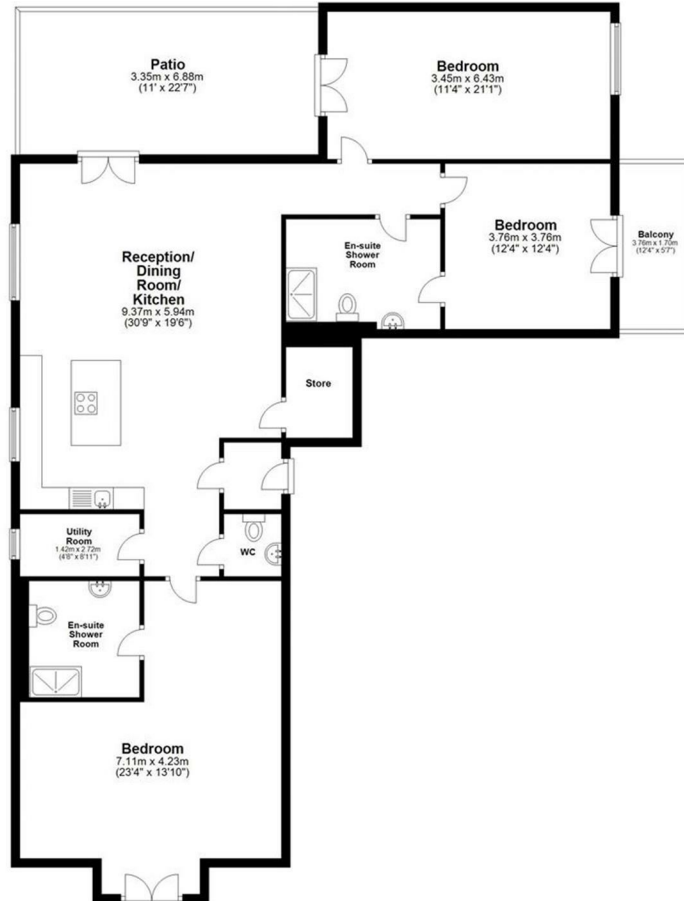 Patio
3.35m x 6.88m
(11' x 22'7")
Bedroom
3.45m x 6.43m
(11'4" x 21'1")
Reception/
Dining
Room/
Kitchen
9.37m x 5.94m
(30'9" x 19'6")
En-suite
Shower
Room
Bedroom
3.76m x 3.76m
(12'4" x 12'4")
Balcony
3.76m x 1.70m
(12'4" x 5'7")
Store
Utility
Room
1.42m x 2.72m
(4'8" x 8'11")
WC
En-suite
Shower
Room
Bedroom
7.11m x 4.23m
(23'4" x 13'10")